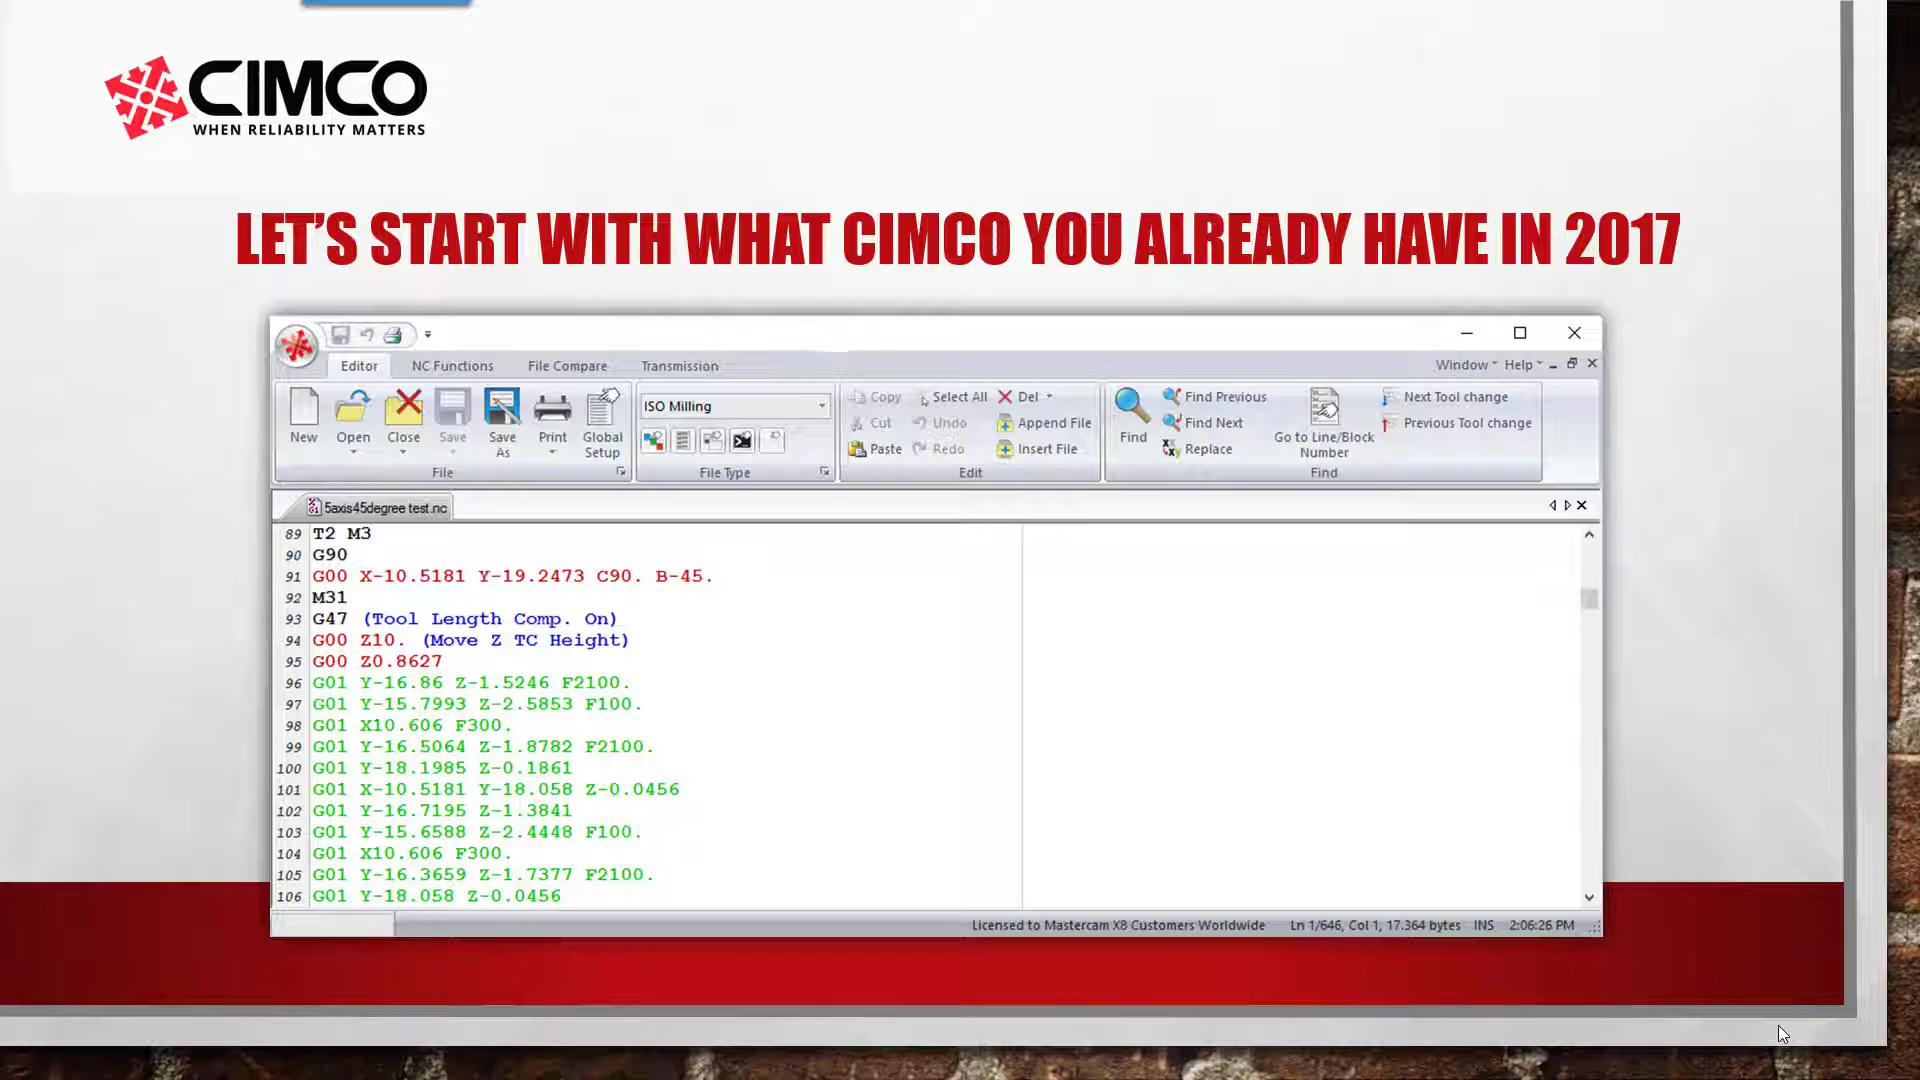 CIMCO
WHEN RELIABILITY MATTERS
LET'S START WITH WHAT CIMCO YOU ALREADY HAVE IN 2017
Editor NC Functions File Compare Transmission Window Help
New Open Close Save Save As Print Global Setup
File
ISO Milling
File Type
Copy Select All Del
Cut Undo Append File
Paste Redo Insert File
Edit
Find
Find Previous
Find Next
Replace
Go to Line/Block Number
Next Tool change
Previous Tool change
Find
5axis45degree test.nc
89 T2 M3
90 G90
91 G00 X-10.5181 Y-19.2473 C90. B-45.
92 M31
93 G47 (Tool Length Comp. On)
94 G00 Z10. (Move Z TC Height)
95 G00 Z0.8627
96 G01 Y-16.86 Z-1.5246 F2100.
97 G01 Y-15.7993 Z-2.5853 F100.
98 G01 X10.606 F300.
99 G01 Y-16.5064 Z-1.8782 F2100.
100 G01 Y-18.1985 Z-0.1861
101 G01 X-10.5181 Y-18.058 Z-0.0456
102 G01 Y-16.7195 Z-1.3841
103 G01 Y-15.6588 Z-2.4448 F100.
104 G01 X10.606 F300.
105 G01 Y-16.3659 Z-1.7377 F2100.
106 G01 Y-18.058 Z-0.0456
Licensed to Mastercam X8 Customers Worldwide Ln 1/646, Col 1, 17.364 bytes INS 2:06:26 PM